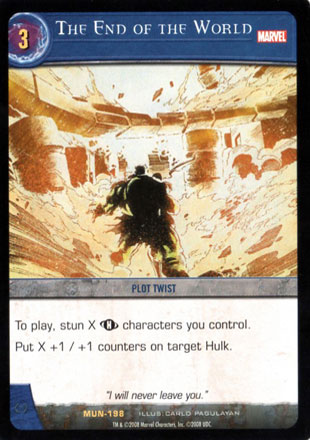 3
THE END OF THE WORLD
MARVEL
PLOT TWIST
To play, stun X characters you control.
Put X +1 / +1 counters on target Hulk.
"I will never leave you."
MUN-198 ILLUS: CARLO PAGULAYAN
TM & ©2008 Marvel Characters, Inc. ©2008 UDC